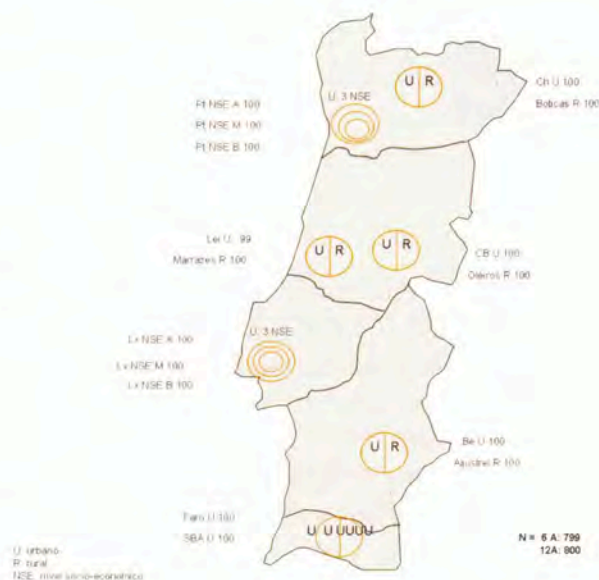 U R
Ch U 100
U. 3 NSE
Pt NSE A 100
Boticas R 100
Pt NSE M 100
Pt NSE B 100
Lei U. 99
U R
U R
Marrazes R 100
CB U 100
Oleiros R 100
U. 3 NSE
Lx NSE A 100
Lx NSE M 100
Lx NSE B 100
U R
Be U 100
Aljustrel R 100
Faro U 100
U U UUUU
SBA U 100
N = 6 A: 799
12A: 800
U. urbano
R. rural
NSE. nível socio-económico